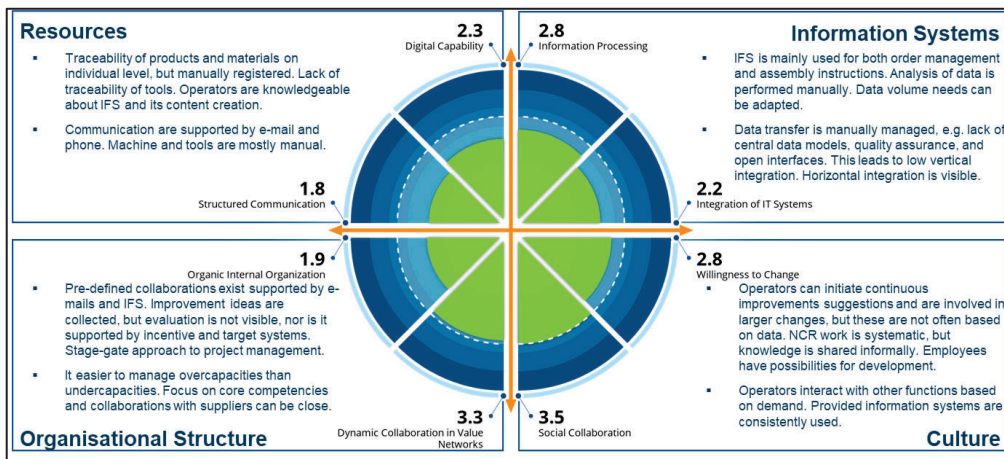 Resources
▪ Traceability of products and materials on
individual level, but manually registered. Lack of
traceability of tools. Operators are knowledgeable
about IFS and its content creation.
▪ Communication are supported by e-mail and
phone. Machine and tools are mostly manual.
2.3
Digital Capability
2.8
Information Processing
1.8
Structured Communication
Information Systems
▪ IFS is mainly used for both order management
and assembly instructions. Analysis of data is
performed manually. Data volume needs can
be adapted.
▪ Data transfer is manually managed, e.g. lack of
central data models, quality assurance, and
open interfaces. This leads to low vertical
integration. Horizontal integration is visible.
2.2
Integration of IT Systems
1.9
Organic Internal Organization
▪ Pre-defined collaborations exist supported by e-
mails and IFS. Improvement ideas are
collected, but evaluation is not visible, nor is it
supported by incentive and target systems.
Stage-gate approach to project management.
▪ It easier to manage overcapacities than
undercapacities. Focus on core competencies
and collaborations with suppliers can be close.
Organisational Structure
3.3
Dynamic Collaboration in Value
Networks
3.5
Social Collaboration
2.8
Willingness to Change
▪ Operators can initiate continuous
improvements suggestions and are involved in
larger changes, but these are not often based
on data. NCR work is systematic, but
knowledge is shared informally. Employees
have possibilities for development.
▪ Operators interact with other functions based
on demand. Provided information systems are
consistently used.
Culture